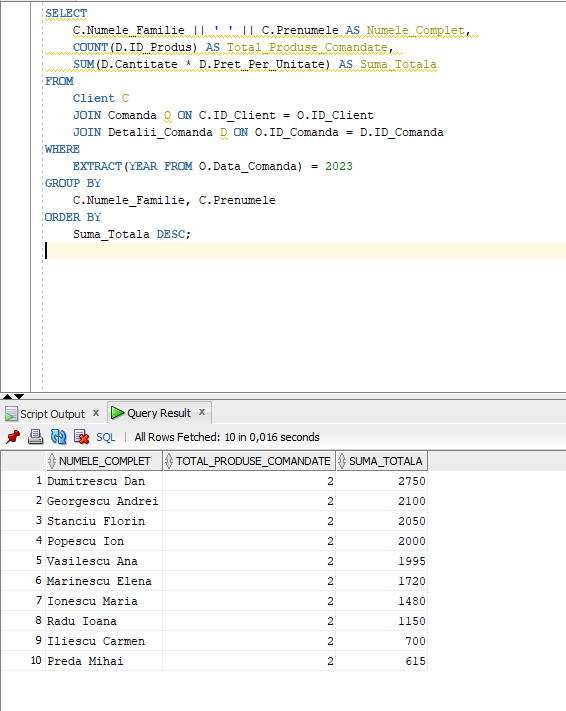 SELECT
C.Numele_Familie || ' ' || C.Prenumele AS Numele_Complet,
COUNT(D.ID_Produs) AS Total_Produse_Comandate,
SUM(D.Cantitate * D.Pret_Per_Unitate) AS Suma_Totala
FROM
Client C
JOIN Comanda O ON C.ID_Client = O.ID_Client
JOIN Detalii_Comanda D ON O.ID_Comanda = D.ID_Comanda
WHERE
EXTRACT(YEAR FROM O.Data_Comanda) = 2023
GROUP BY
C.Numele_Familie, C.Prenumele
ORDER BY
Suma_Totala DESC;
Script Output x Query Result x
SQL | All Rows Fetched: 10 in 0,016 seconds
NUMELE_COMPLET TOTAL_PRODUSE_COMANDATE SUMA_TOTALA
1 Dumitrescu Dan 2 2750
2 Georgescu Andrei 2 2100
3 Stanciu Florin 2 2050
4 Popescu Ion 2 2000
5 Vasilescu Ana 2 1995
6 Marinescu Elena 2 1720
7 Ionescu Maria 2 1480
8 Radu Ioana 2 1150
9 Iliescu Carmen 2 700
10 Preda Mihai 2 615